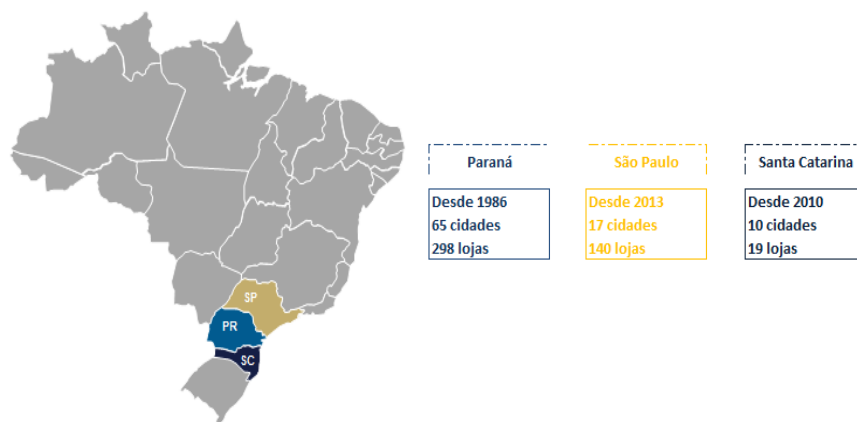 SP
PR
SC
Paraná
Desde 1986
65 cidades
298 lojas
São Paulo
Desde 2013
17 cidades
140 lojas
Santa Catarina
Desde 2010
10 cidades
19 lojas